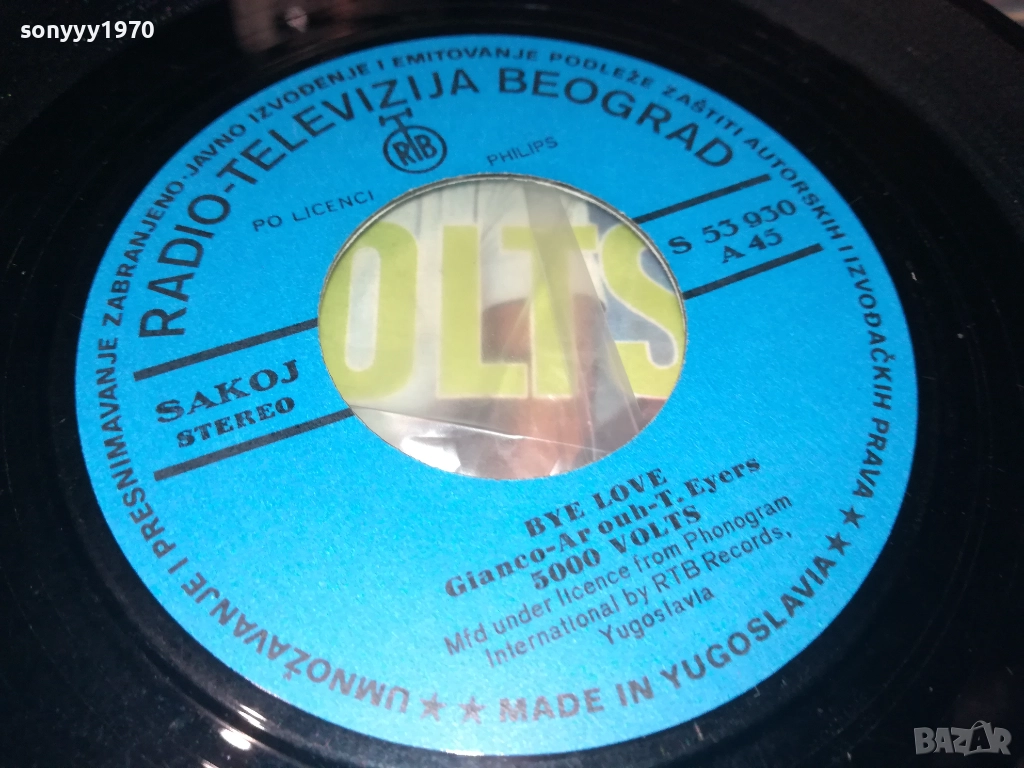 sonyyy1970
UMNOŽAVANJE I PRESNIMAVANJE ZABRANJENO-JAVNO IZVOĐENJE I EMITOVANJE PODLEŽE ZAŠTITI AUTORSKIH I IZVOĐAČKIH PRAVA ★
RADIO-TELEVIZIJA BEOGRAD
RTB
PO LICENCI PHILIPS
S 53 930
A 45
SAKOJ
STEREO
OLTS
BYE LOVE
Gianco-Ar ouh-T. Eyers
5000 VOLTS
Mfd under licence from Phonogram
International by RTB Records,
Yugoslavia
★ ★ MADE IN YUGOSLAVIA ★
BAZAR